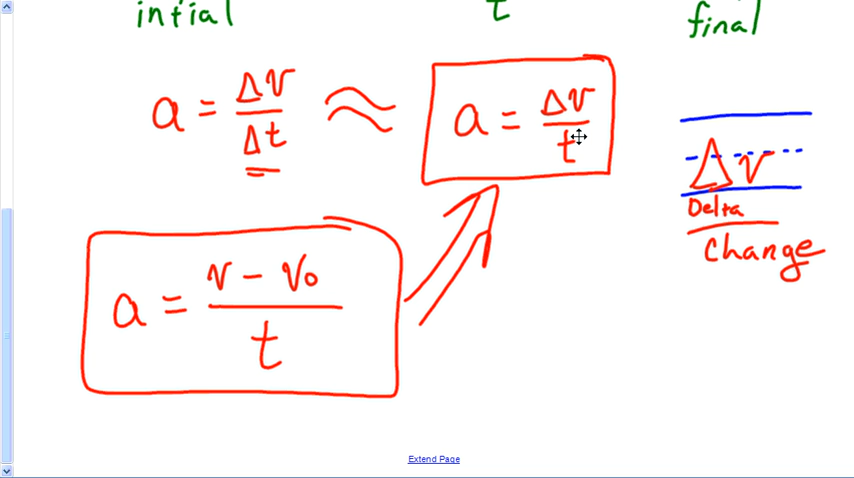 intial t final
a = Δv/Δt ≈ a = Δv/t
Δv
Delta
Change
a = v - v₀/t
Extend Page